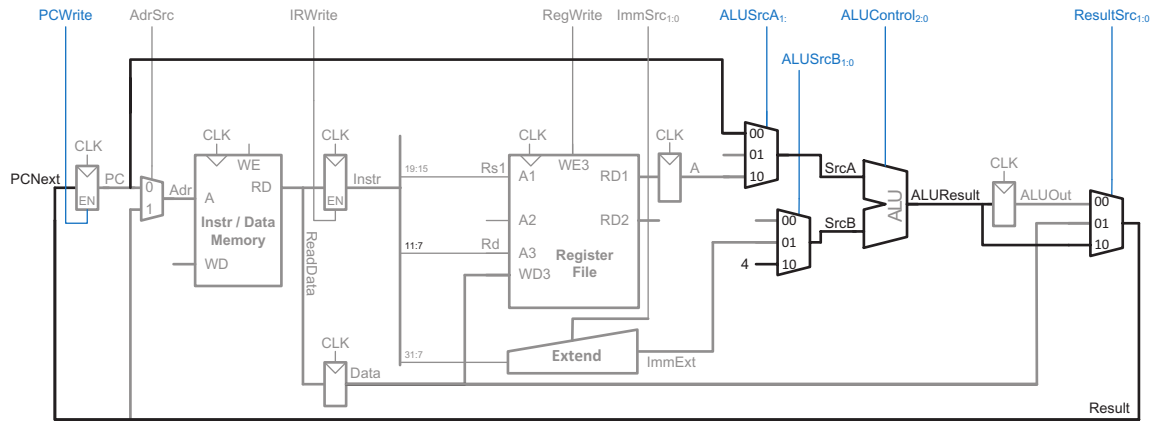 PCWrite AdrSrc IRWrite RegWrite ImmSrc1:0 ALUSrcA1: ALUControl2:0 ResultSrc1:0
ALUSrcB1:0
CLK CLK CLK CLK CLK CLK
PCNext PC EN
0 1 Adr
WE A RD
Instr / Data
Memory
WD
EN Instr
ReadData
19:15 Rs1 A1 WE3 RD1 A
A2 RD2
11:7 Rd A3
WD3
Register
File
00 01 10 SrcA
00 01 10 SrcB
4
ALU ALUResult ALUOut
00 01 10
31:7 Extend ImmExt
CLK
Data
Result